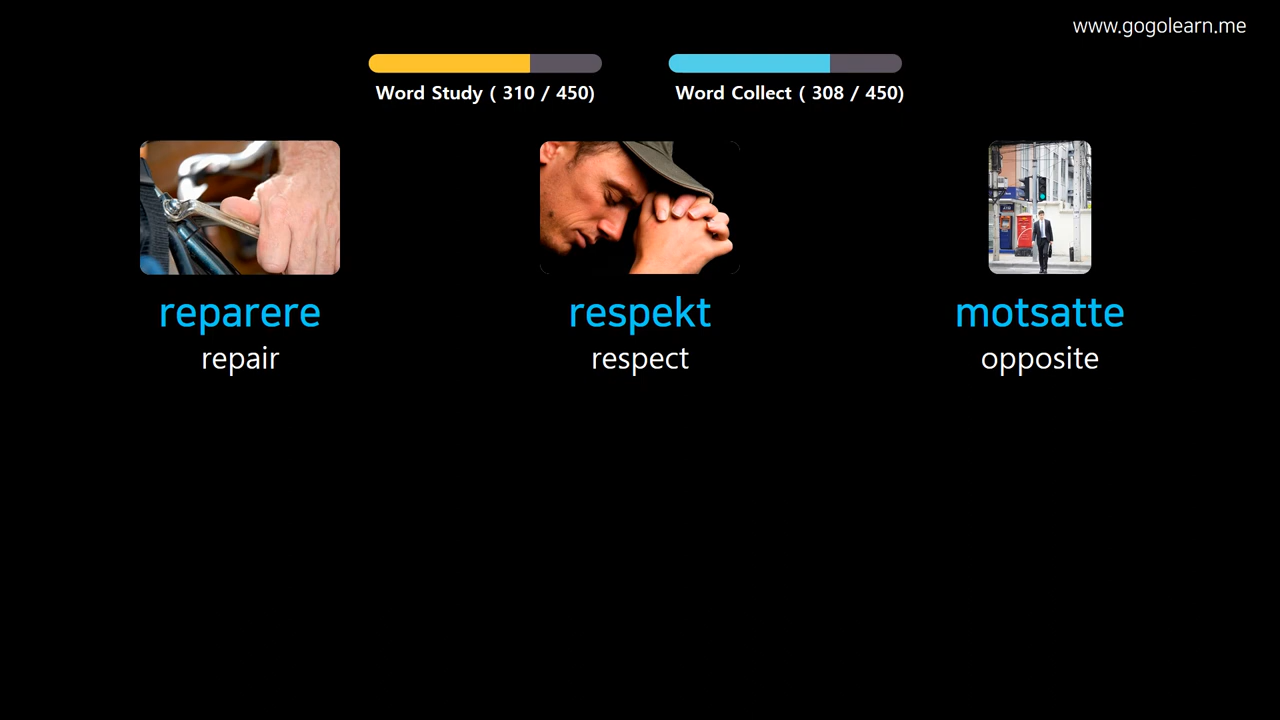 www.gogolearn.me
Word Study ( 310 / 450)
Word Collect ( 308 / 450)
reparere
respekt
motsatte
repair
respect
opposite